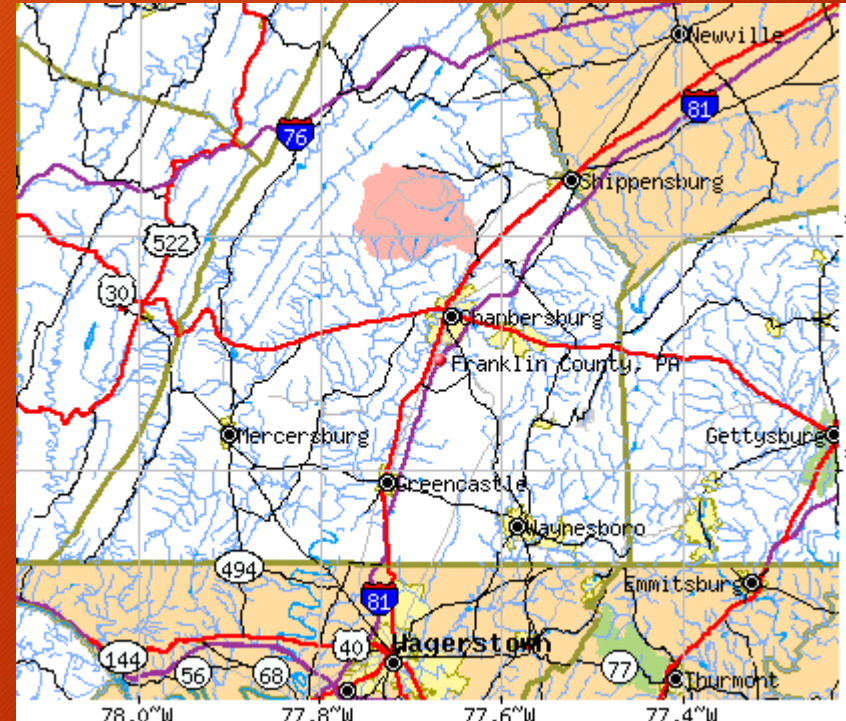 Newville
81
76
Shippensburg
522
30
Chambersburg
Franklin County, PA
Mercersburg
Gettysburg
Greencastle
Waynesboro
494
Emmitsburg
81
Hagerstown
40
144
56
68
77
Thurmont
78.0°W 77.8°W 77.6°W 77.4°W